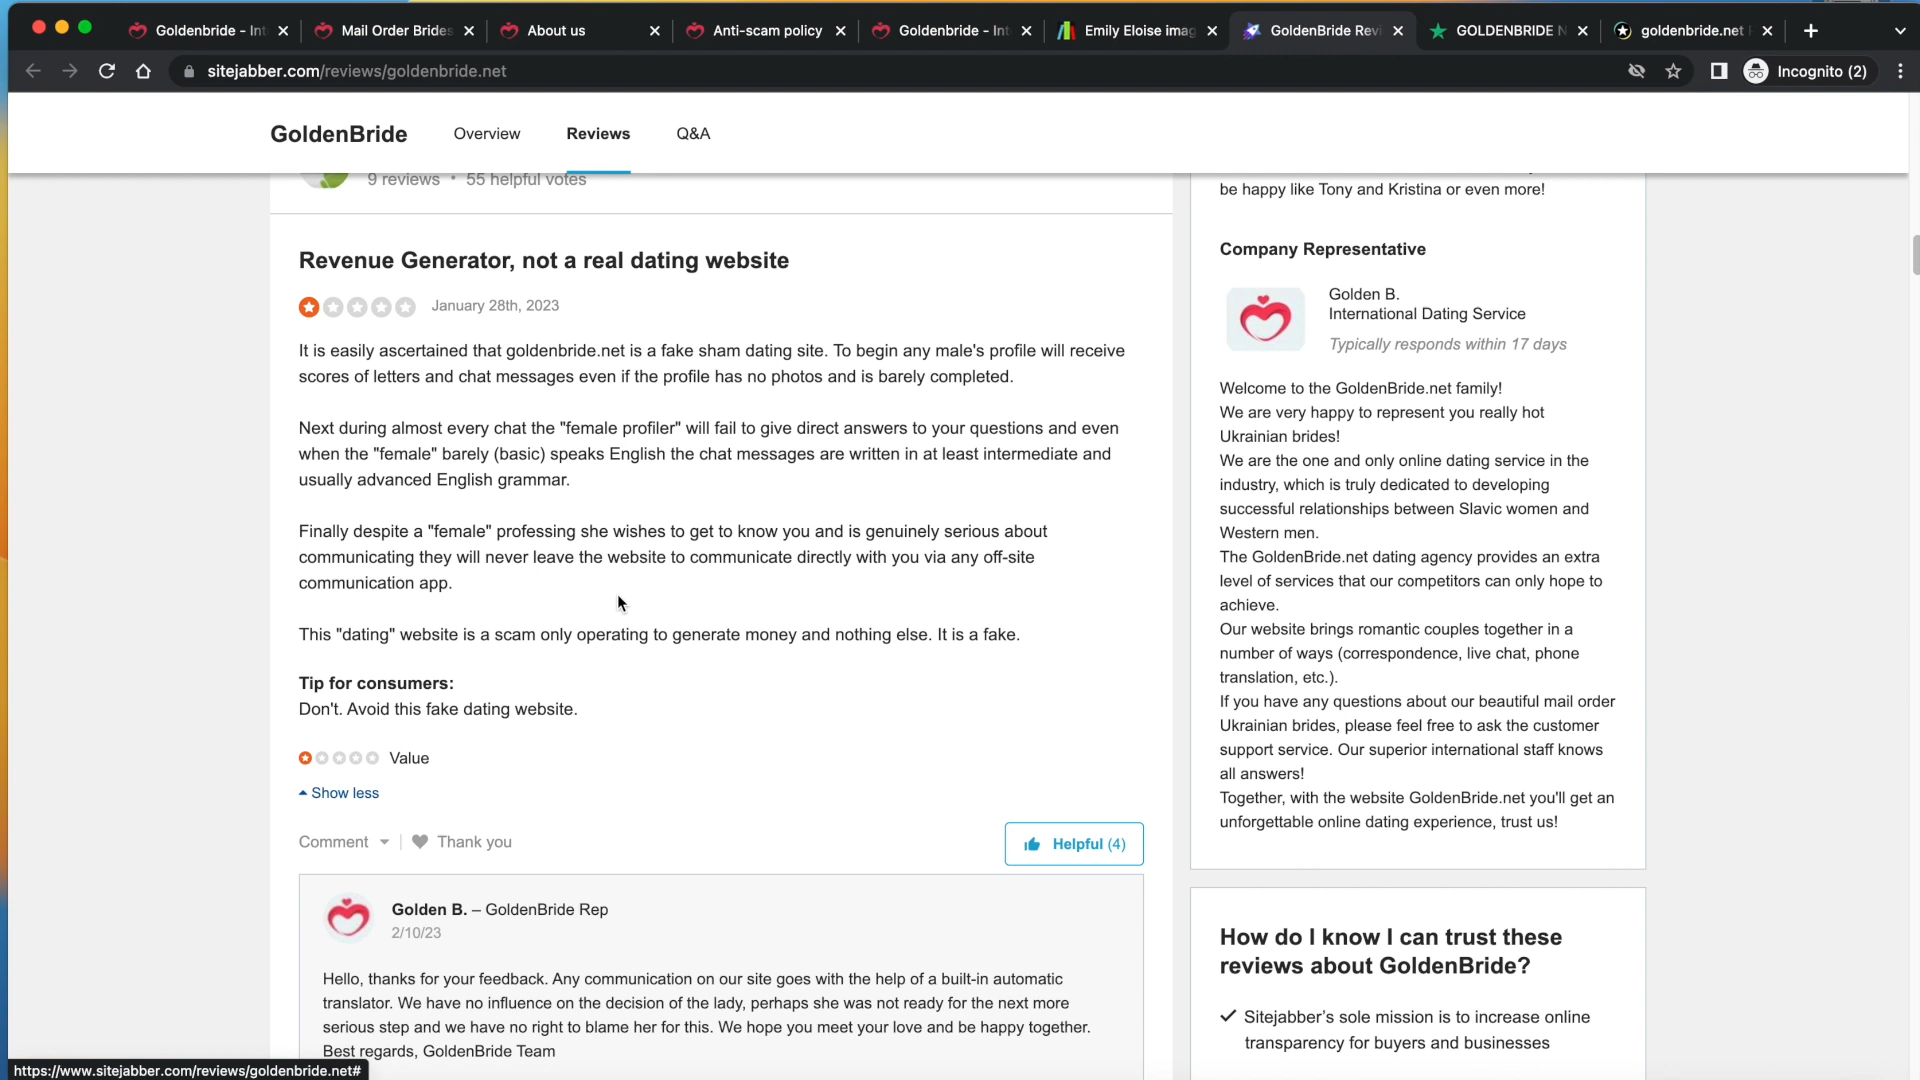 Goldenbride - Int
Mail Order Brides
About us
Anti-scam policy
Goldenbride - Int
Emily Eloise imag
GoldenBride Revi
GOLDENBRIDE N
goldenbride.net
sitejabber.com/reviews/goldenbride.net
Incognito (2)
GoldenBride
Overview
Reviews
Q&A
9 reviews • 55 helpful votes
Revenue Generator, not a real dating website
January 28th, 2023
It is easily ascertained that goldenbride.net is a fake sham dating site. To begin any male's profile will receive
scores of letters and chat messages even if the profile has no photos and is barely completed.
Next during almost every chat the "female profiler" will fail to give direct answers to your questions and even
when the "female" barely (basic) speaks English the chat messages are written in at least intermediate and
usually advanced English grammar.
Finally despite a "female" professing she wishes to get to know you and is genuinely serious about
communicating they will never leave the website to communicate directly with you via any off-site
communication app.
This "dating" website is a scam only operating to generate money and nothing else. It is a fake.
Tip for consumers:
Don't. Avoid this fake dating website.
Value
Show less
Comment
Thank you
Helpful (4)
Golden B. – GoldenBride Rep
2/10/23
Hello, thanks for your feedback. Any communication on our site goes with the help of a built-in automatic
translator. We have no influence on the decision of the lady, perhaps she was not ready for the next more
serious step and we have no right to blame her for this. We hope you meet your love and be happy together.
Best regards, GoldenBride Team
be happy like Tony and Kristina or even more!
Company Representative
Golden B.
International Dating Service
Typically responds within 17 days
Welcome to the GoldenBride.net family!
We are very happy to represent you really hot
Ukrainian brides!
We are the one and only online dating service in the
industry, which is truly dedicated to developing
successful relationships between Slavic women and
Western men.
The GoldenBride.net dating agency provides an extra
level of services that our competitors can only hope to
achieve.
Our website brings romantic couples together in a
number of ways (correspondence, live chat, phone
translation, etc.).
If you have any questions about our beautiful mail order
Ukrainian brides, please feel free to ask the customer
support service. Our superior international staff knows
all answers!
Together, with the website GoldenBride.net you'll get an
unforgettable online dating experience, trust us!
How do I know I can trust these
reviews about GoldenBride?
Sitejabber's sole mission is to increase online
transparency for buyers and businesses
https://www.sitejabber.com/reviews/goldenbride.net#